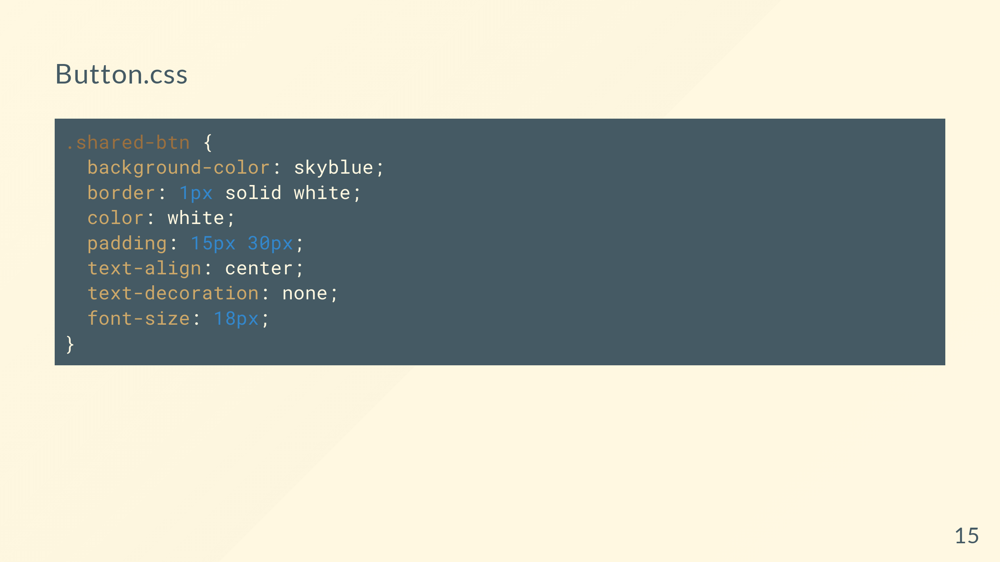 Button.css
.shared-btn {
  background-color: skyblue;
  border: 1px solid white;
  color: white;
  padding: 15px 30px;
  text-align: center;
  text-decoration: none;
  font-size: 18px;
}
15